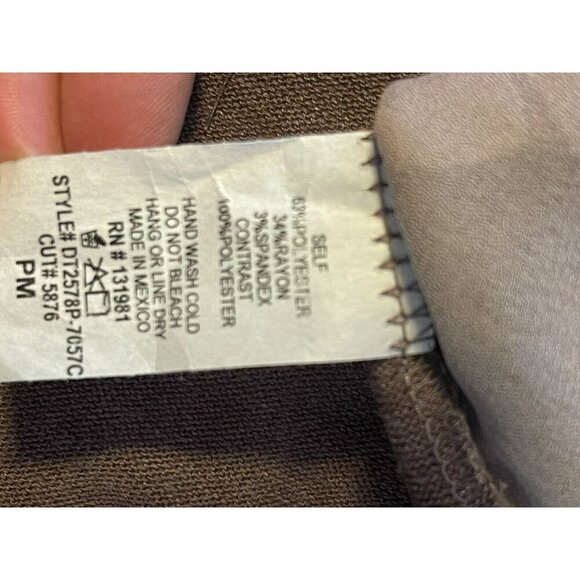 SELF
63%POLYESTER
34%RAYON
3%SPANDEX
CONTRAST
100%POLYESTER
HAND WASH COLD
DO NOT BLEACH
HANG OR LINE DRY
MADE IN MEXICO
RN # 131981
STYLE# DT2578P-7057C
CUT# 5876
PM